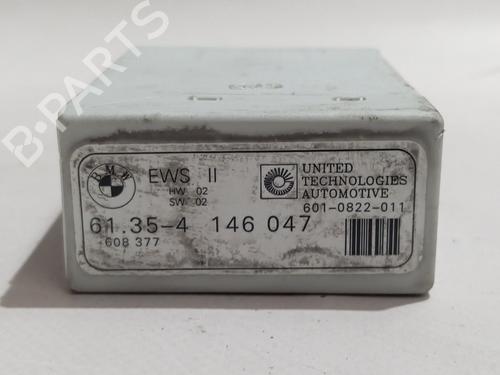 B-PARTS
BMW
EWS II
HW 02
SW 02
UNITED
TECHNOLOGIES
AUTOMOTIVE
601-0822-011
61.35-4 146 047
608 377